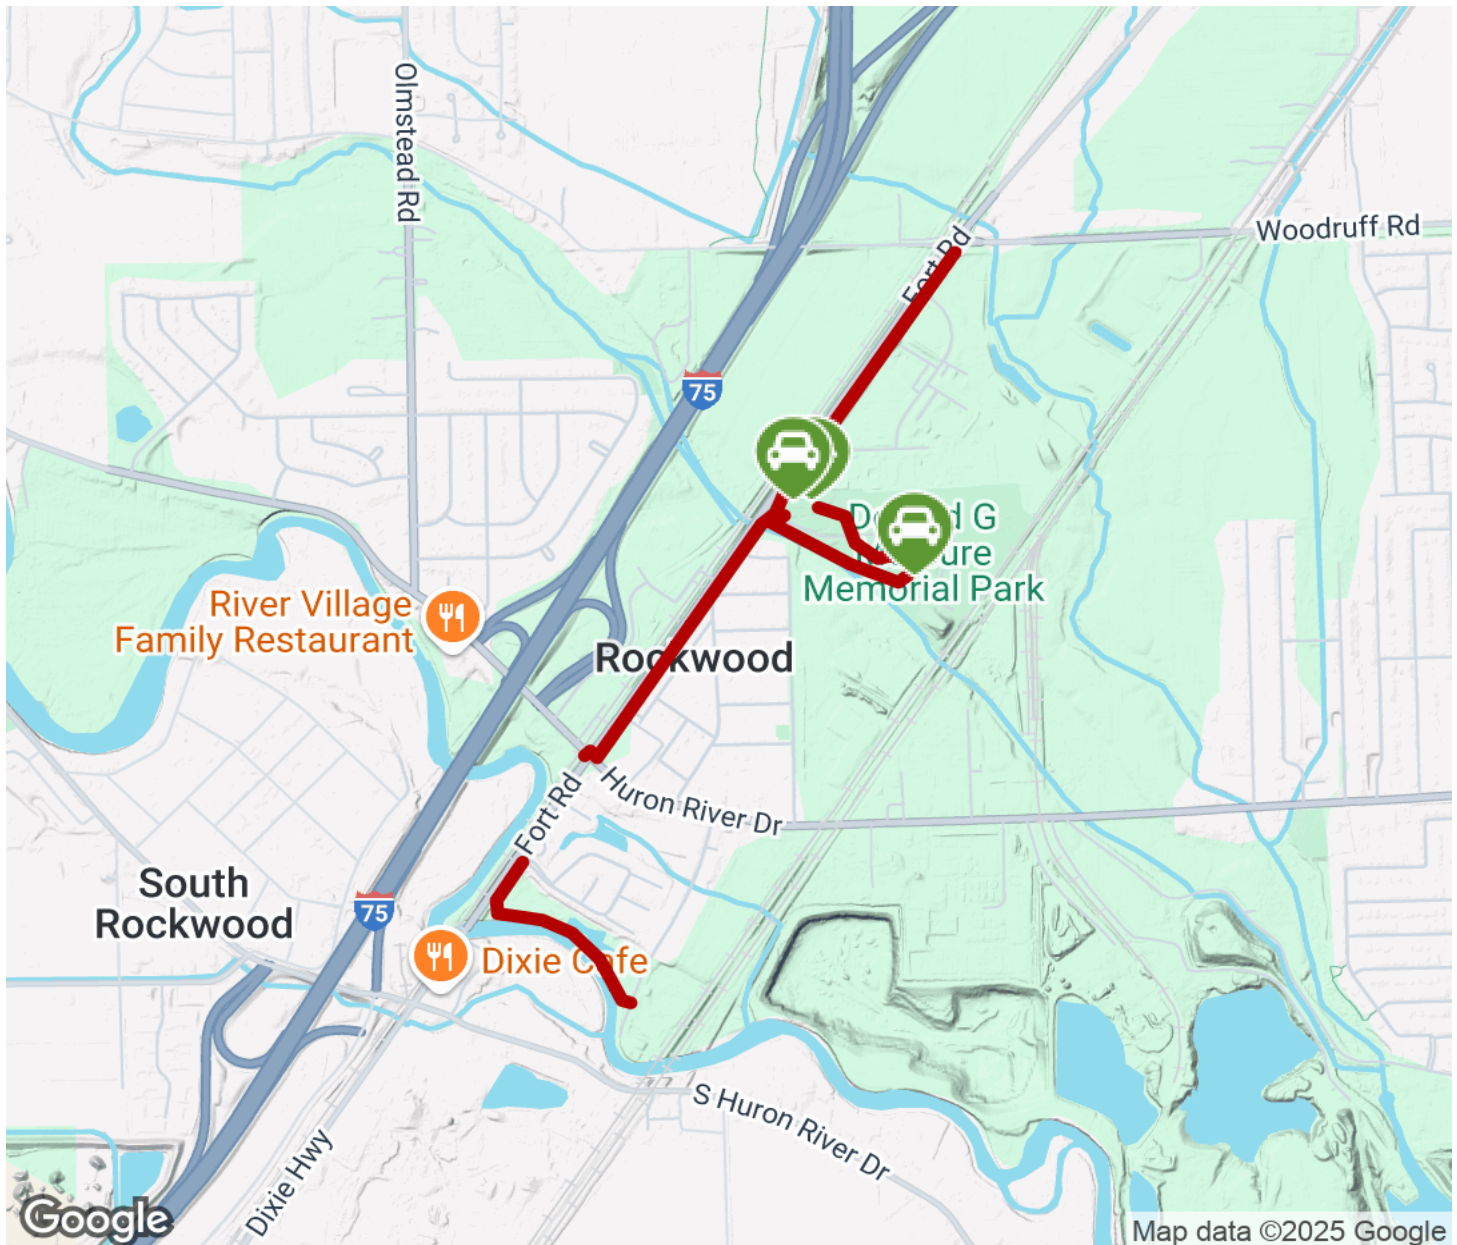 Olmstead Rd
Woodruff Rd
Fort Rd
75
D d G
ure
Memorial Park
River Village
Family Restaurant
Rockwood
Huron River Dr
Fort Rd
South
Rockwood
75
Dixie Cafe
S Huron River Dr
Dixie Hwy
Google
Map data ©2025 Google